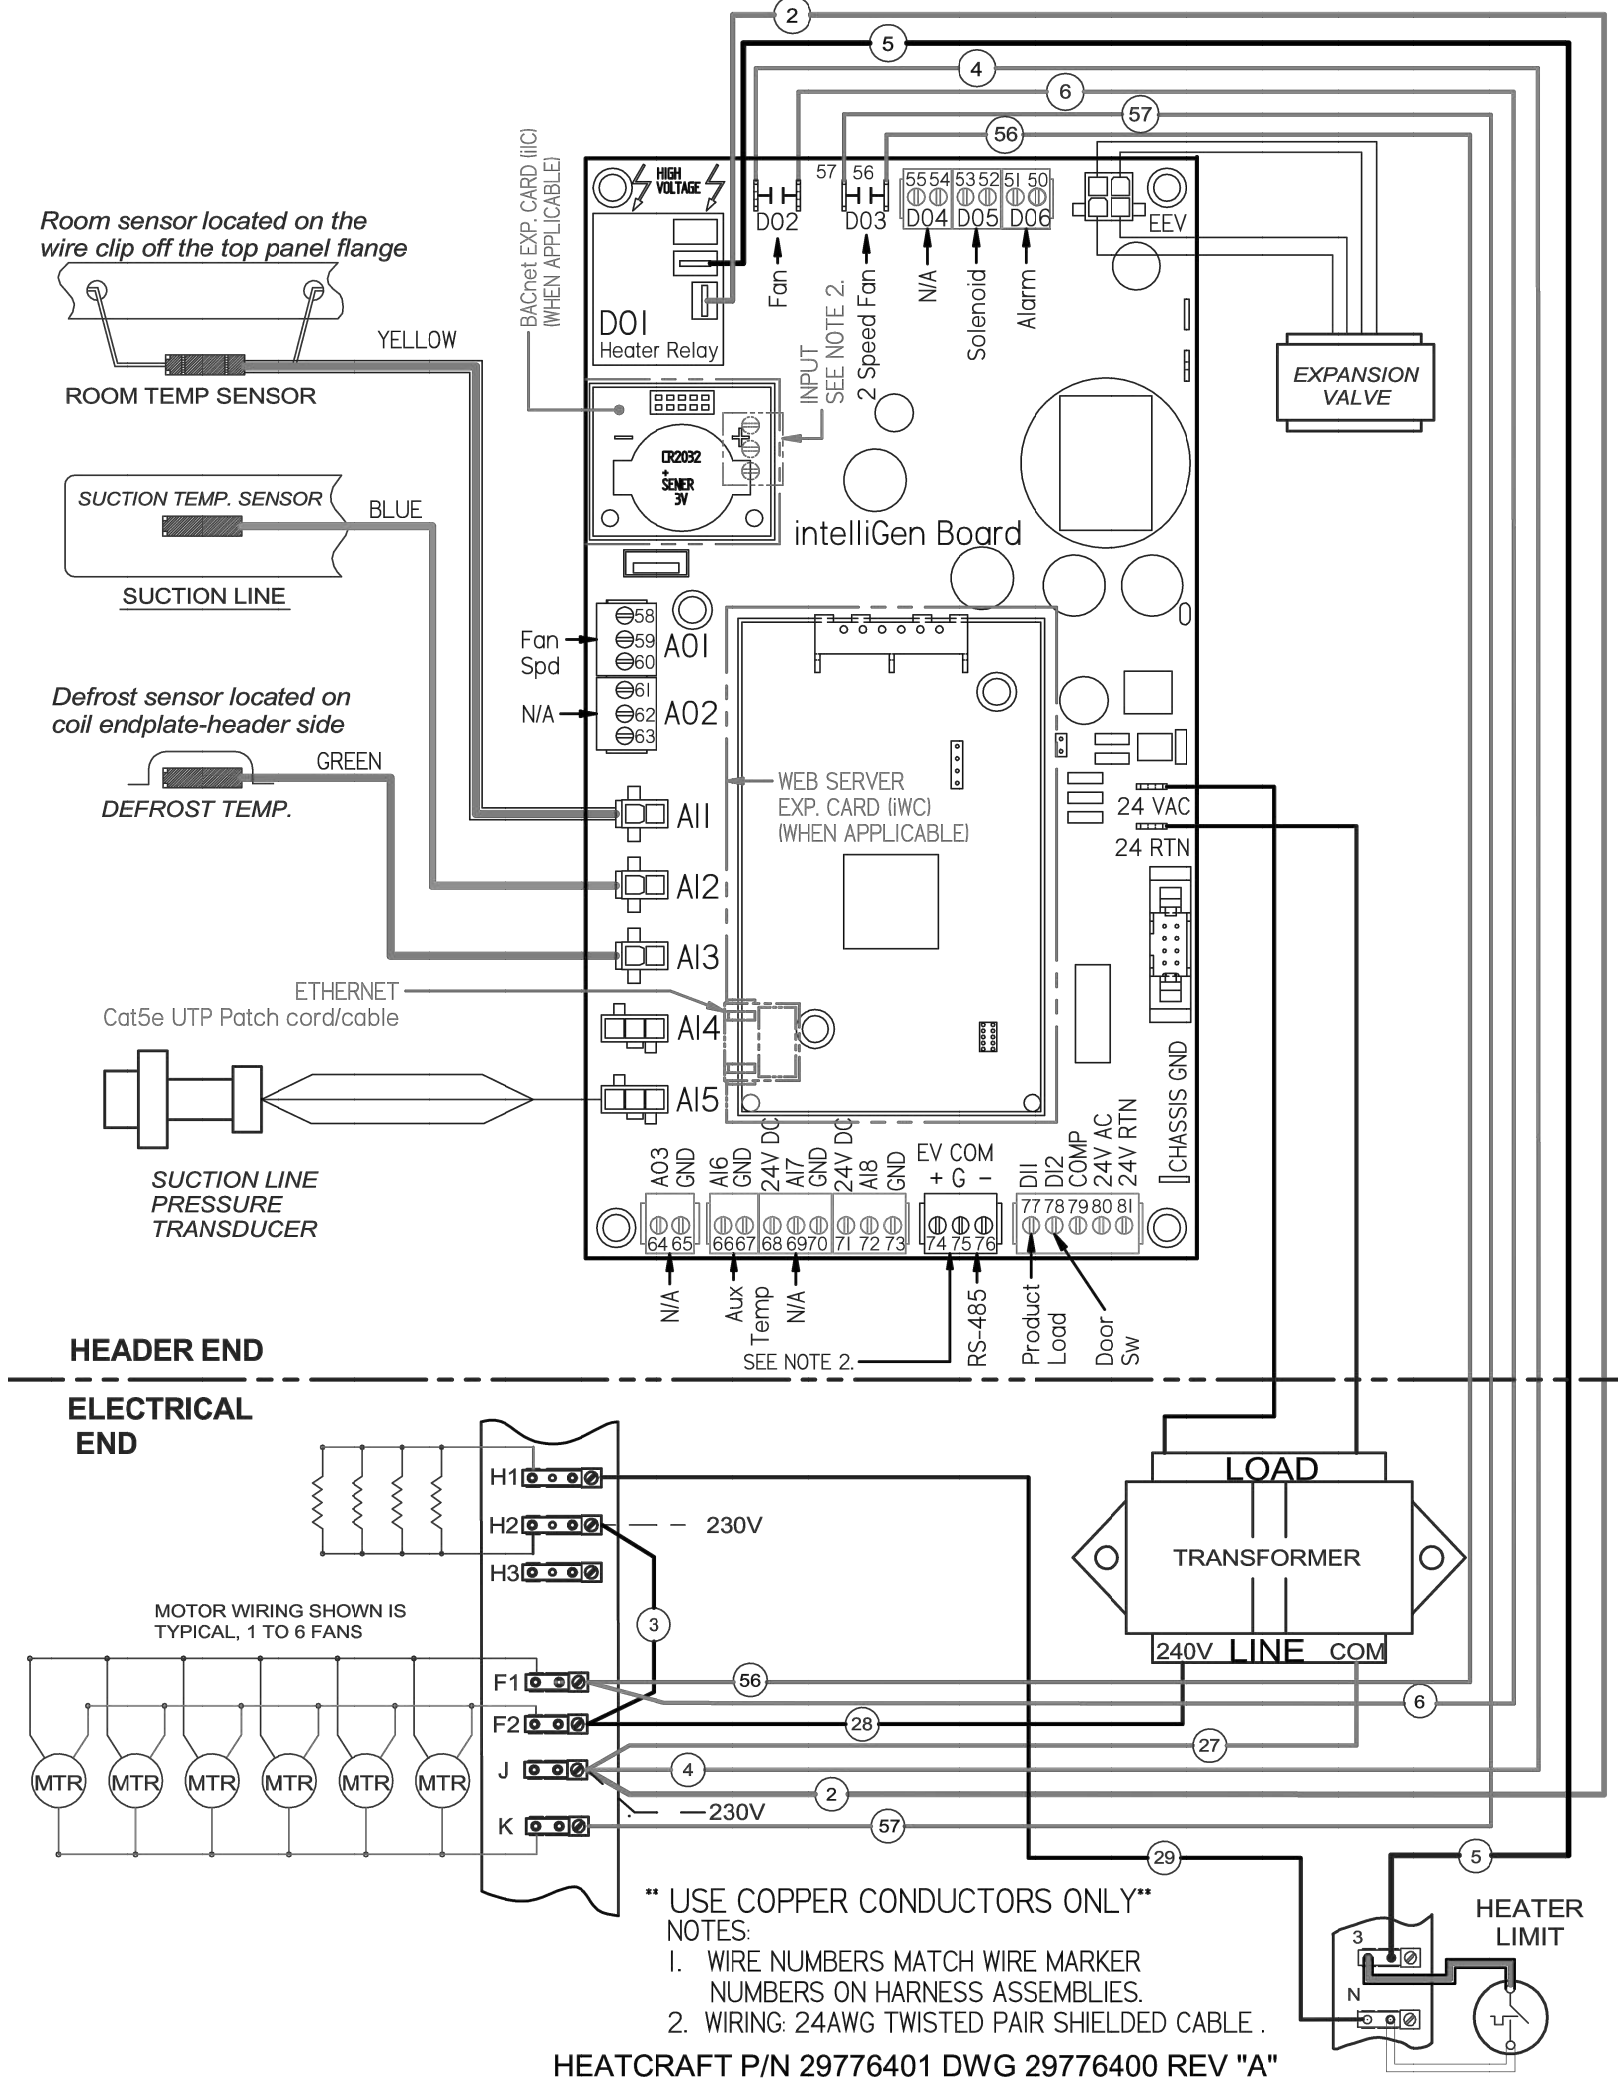 2
5
4
6
57
56
BACnet EXP. CARD (iIC)
(WHEN APPLICABLE)
HIGH
VOLTAGE
57 56
55 54 53 52 51 50
DO2 DO3 DO4 DO5 DO6
EEV
Fan
2 Speed Fan
N/A
Solenoid
Alarm
DO1
Heater Relay
INPUT
SEE NOTE 2.
Room sensor located on the
wire clip off the top panel flange
YELLOW
ROOM TEMP SENSOR
EXPANSION
VALVE
CR2032
+
SENER
3V
+
−
intelliGen Board
SUCTION TEMP. SENSOR
BLUE
SUCTION LINE
Fan
Spd
58
59
60
AO1
N/A
61
62
63
AO2
Defrost sensor located on
coil endplate-header side
GREEN
DEFROST TEMP.
WEB SERVER
EXP. CARD (iWC)
(WHEN APPLICABLE)
24 VAC
24 RTN
AI1
AI2
AI3
AI4
AI5
ETHERNET
Cat5e UTP Patch cord/cable
SUCTION LINE
PRESSURE
TRANSDUCER
CHASSIS GND
AO3
GND
AI6
GND
24V DC
AI7
GND
24V DC
AI8
GND
EV COM
+ G −
DI1
DI2
COMP
24V AC
24V RTN
77 78 79 80 81
64 65 66 67 68 69 70 71 72 73 74 75 76
N/A
Aux
Temp
N/A
SEE NOTE 2.
RS-485
Product
Load
Door
Sw
HEADER END
ELECTRICAL
END
H1
H2
230V
H3
LOAD
TRANSFORMER
240V LINE COM
3
MOTOR WIRING SHOWN IS
TYPICAL, 1 TO 6 FANS
F1
56
6
F2
28
27
MTR MTR MTR MTR MTR MTR
J
4
2
230V
K
57
29
5
** USE COPPER CONDUCTORS ONLY**
NOTES:
1. WIRE NUMBERS MATCH WIRE MARKER
NUMBERS ON HARNESS ASSEMBLIES.
2. WIRING: 24AWG TWISTED PAIR SHIELDED CABLE .
HEATER
LIMIT
3
N
HEATCRAFT P/N 29776401 DWG 29776400 REV "A"